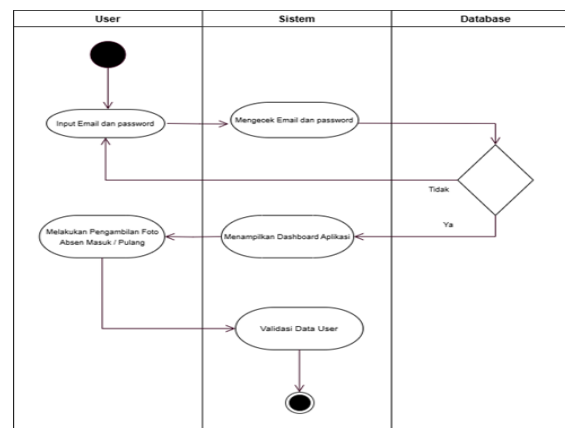 User
Sistem
Database
Input Email dan password
Mengecek Email dan password
Tidak
Ya
Melakukan Pengambilan Foto
Absen Masuk / Pulang
Menampilkan Dashboard Aplikasi
Validasi Data User